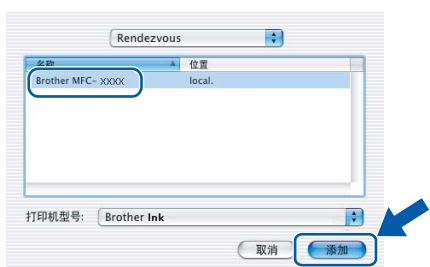 Rendezvous
名称 位置
Brother MFC- XXXX local.
打印机型号: Brother Ink
取消 添加